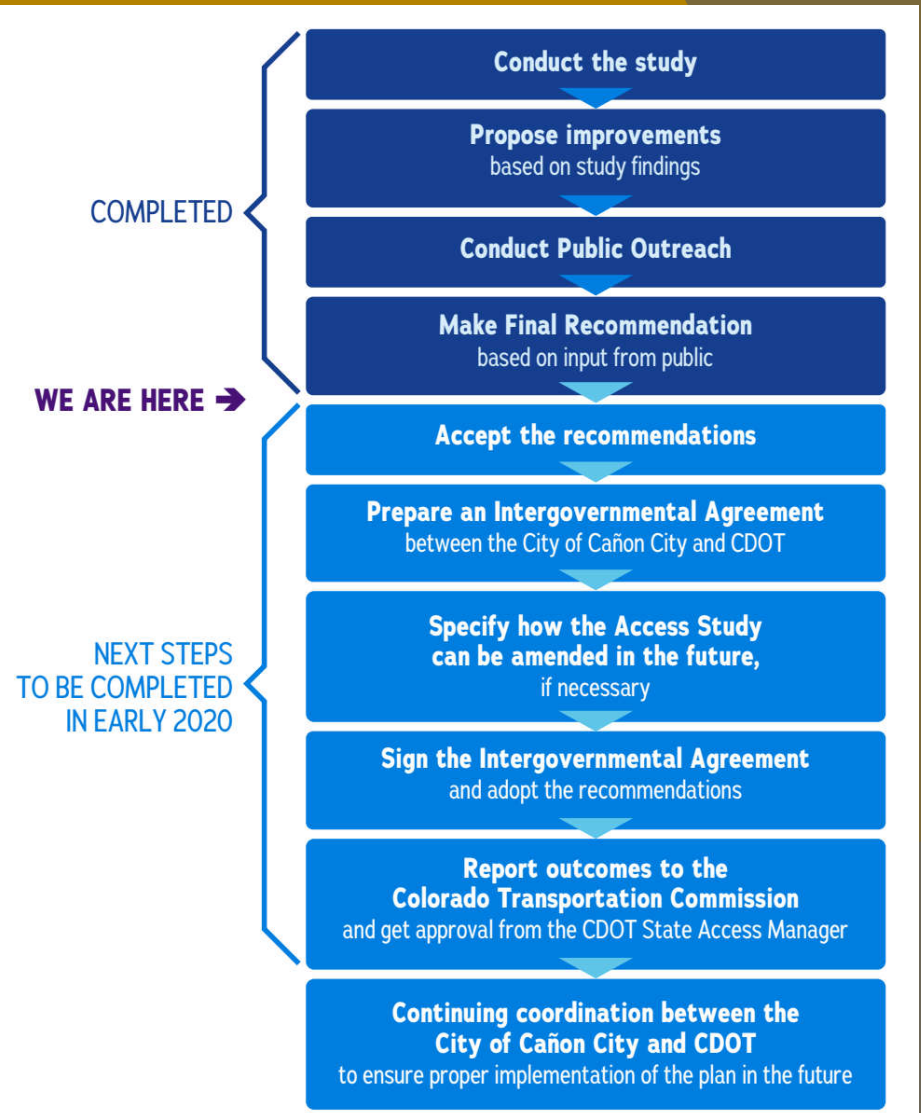 Conduct the study
Propose improvements
based on study findings
COMPLETED
Conduct Public Outreach
Make Final Recommendation
based on input from public
WE ARE HERE →
Accept the recommendations
Prepare an Intergovernmental Agreement
between the City of Cañon City and CDOT
Specify how the Access Study
can be amended in the future,
if necessary
NEXT STEPS
TO BE COMPLETED
IN EARLY 2020
Sign the Intergovernmental Agreement
and adopt the recommendations
Report outcomes to the
Colorado Transportation Commission
and get approval from the CDOT State Access Manager
Continuing coordination between the
City of Cañon City and CDOT
to ensure proper implementation of the plan in the future